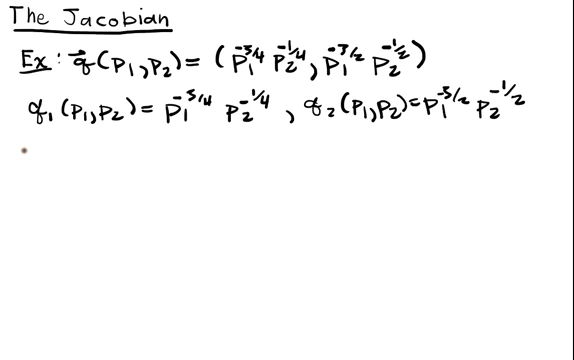 The Jacobian
Ex: q⃗(P₁,P₂) = (P₁^-3/4 P₂^-1/4, P₁^-3/2 P₂^-1/2)
q₁(P₁,P₂) = P₁^-3/4 P₂^-1/4, q₂(P₁,P₂) = P₁^-3/2 P₂^-1/2